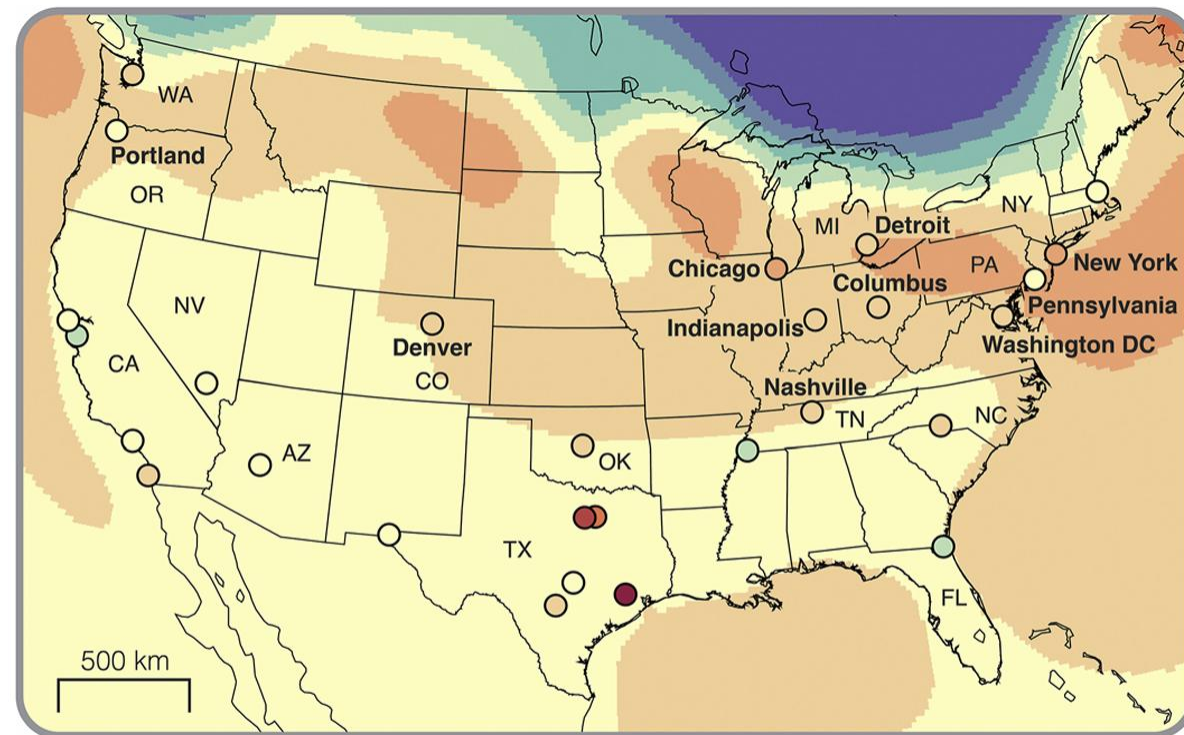 WA
Portland
OR
NY
MI
Detroit
PA
New York
Chicago
Columbus
NV
Pennsylvania
Indianapolis
Washington DC
Denver
CA
CO
Nashville
TN
NC
AZ
OK
TX
FL
500 km